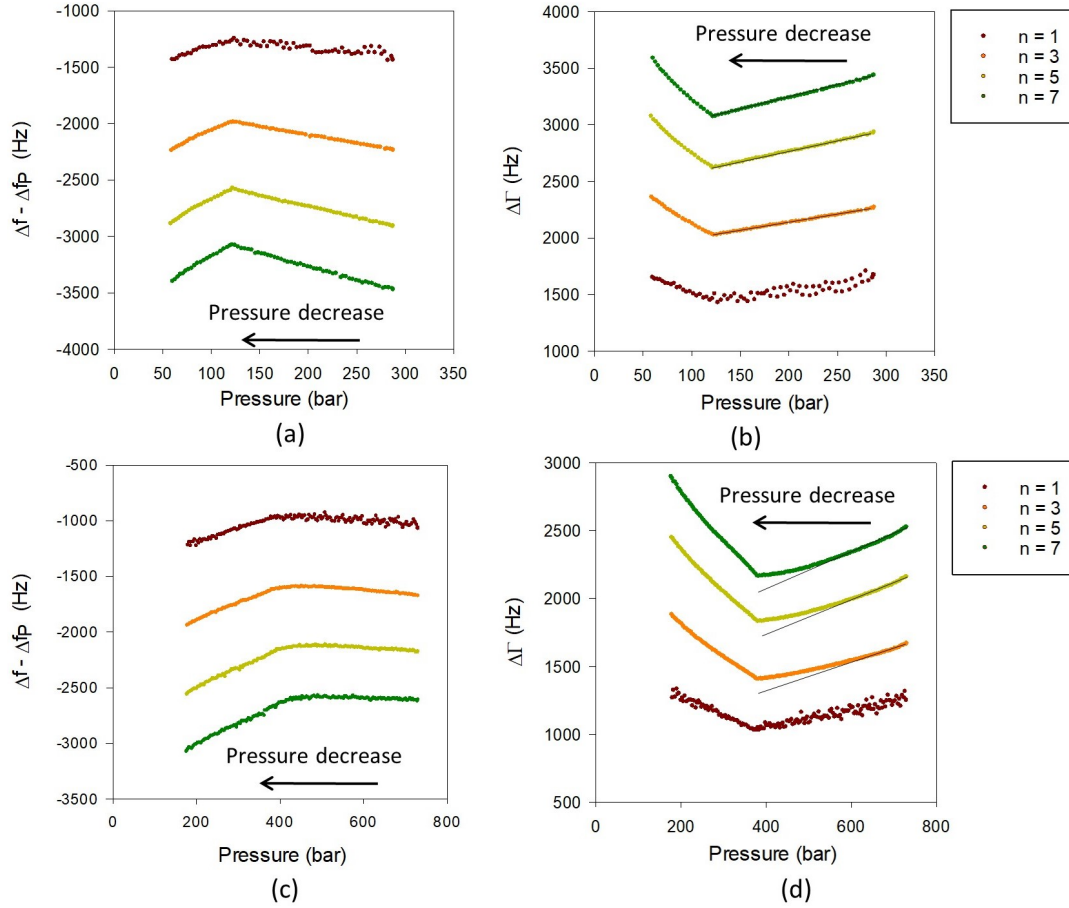 -1000
-1500
-2000
-2500
-3000
-3500
-4000
Δf - Δfp (Hz)
Pressure decrease
0 50 100 150 200 250 300 350
Pressure (bar)
(a)
4000
3500
3000
2500
2000
1500
1000
ΔΓ (Hz)
Pressure decrease
0 50 100 150 200 250 300 350
Pressure (bar)
(b)
n = 1
n = 3
n = 5
n = 7
-500
-1000
-1500
-2000
-2500
-3000
-3500
Δf - Δfp (Hz)
Pressure decrease
0 200 400 600 800
Pressure (bar)
(c)
3000
2500
2000
1500
1000
500
ΔΓ (Hz)
Pressure decrease
0 200 400 600 800
Pressure (bar)
(d)
n = 1
n = 3
n = 5
n = 7